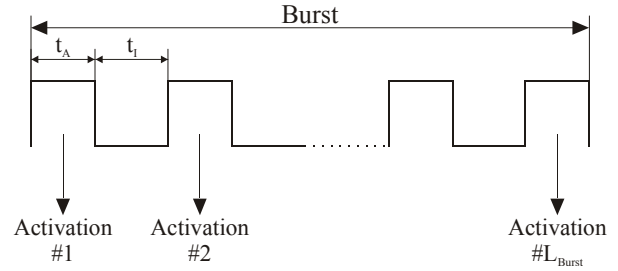 Burst
t_A t_I
Activation #1
Activation #2
Activation #L_Burst